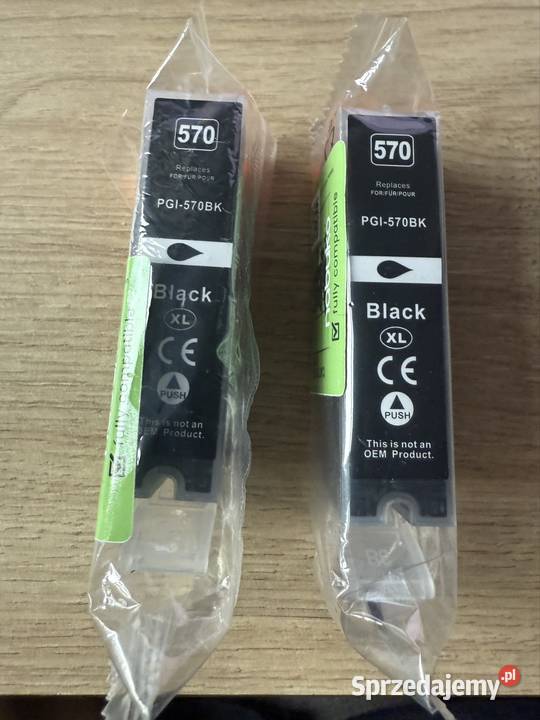 570
Replaces
FOR/FÜR/POUR
PGI-570BK
Black
XL
CE
PUSH
This is not an
OEM Product.
fully compatible
570
Replaces
FOR/FÜR/POUR
PGI-570BK
Black
XL
CE
PUSH
This is not an
OEM Product.
fully compatible
Sprzedajemy.pl